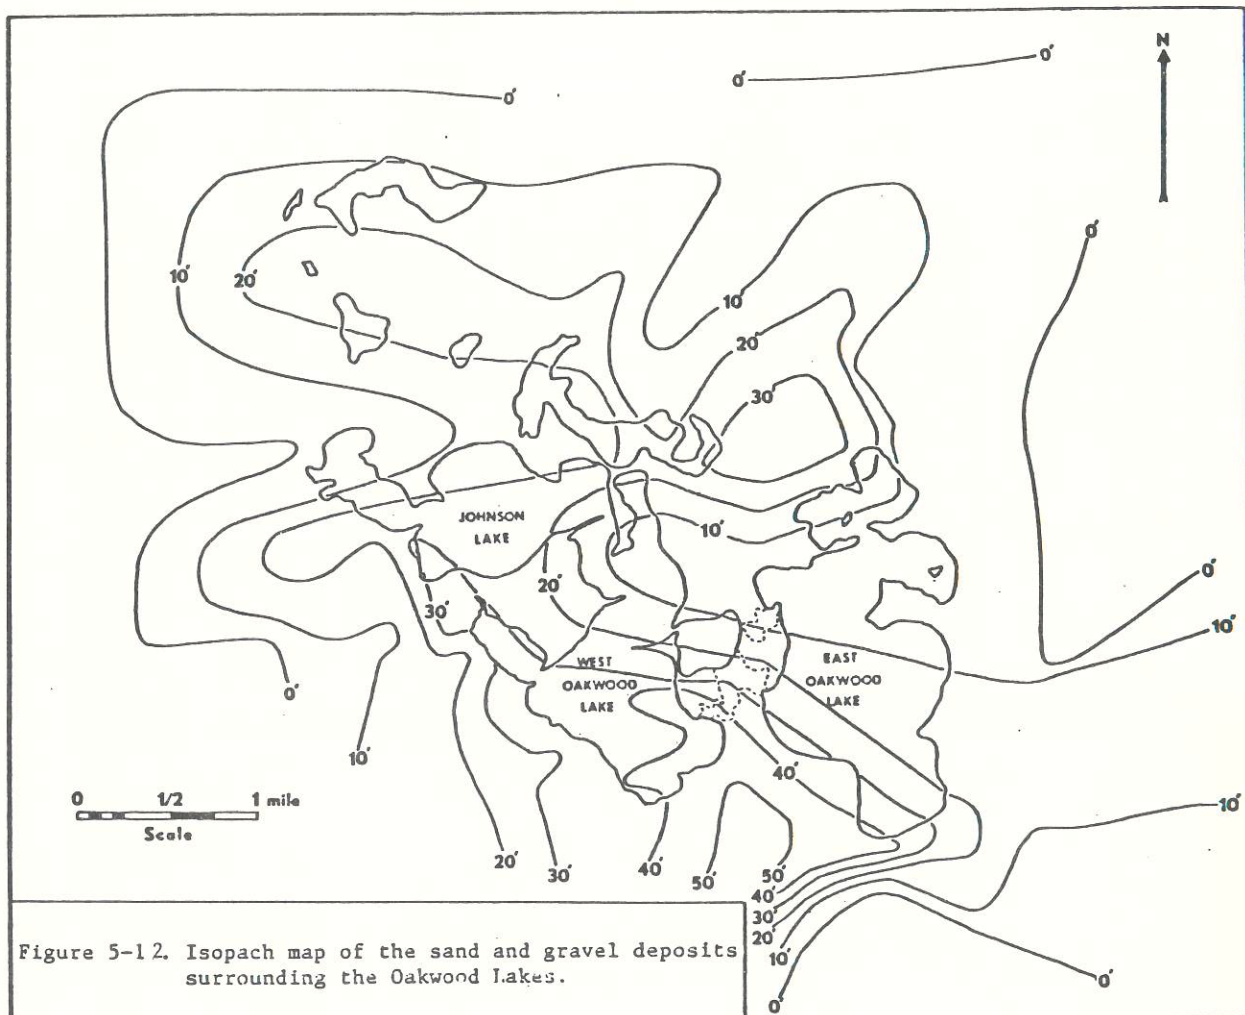 0'
0'
0'
N
0'
10'
20'
10'
20'
30'
JOHNSON
LAKE
10'
20'
30'
0'
10'
WEST
OAKWOOD
LAKE
EAST
OAKWOOD
LAKE
0'
10'
40'
0 1/2 1 mile
Scale
10'
20'
30'
40'
50'
50'
40'
30'
20'
10'
0'
0'
Figure 5-12. Isopach map of the sand and gravel deposits
surrounding the Oakwood Lakes.